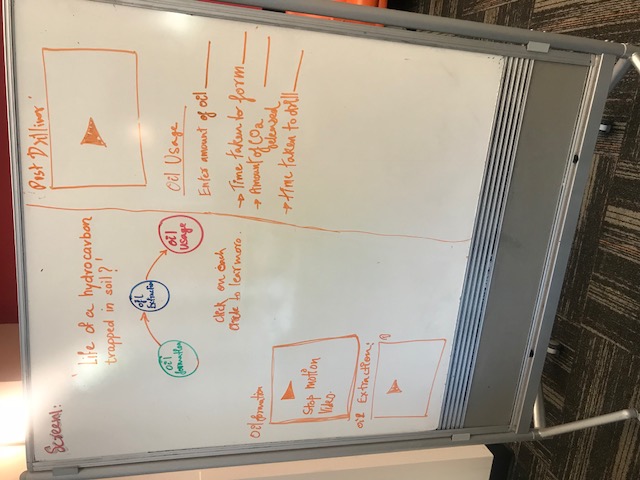 Screen1:
'Life of a hydrocarbon
trapped in soil?'
Oil
formation
Oil
Extraction
Oil
Usage
Click on each
circle to learn more.
Oil formation
Stop motion
Video
Oil Extraction:
Post Drilling
Oil Usage
Enter amount of oil
→ Time taken to form
→ Amount of CO2
released
→ Time taken to drill